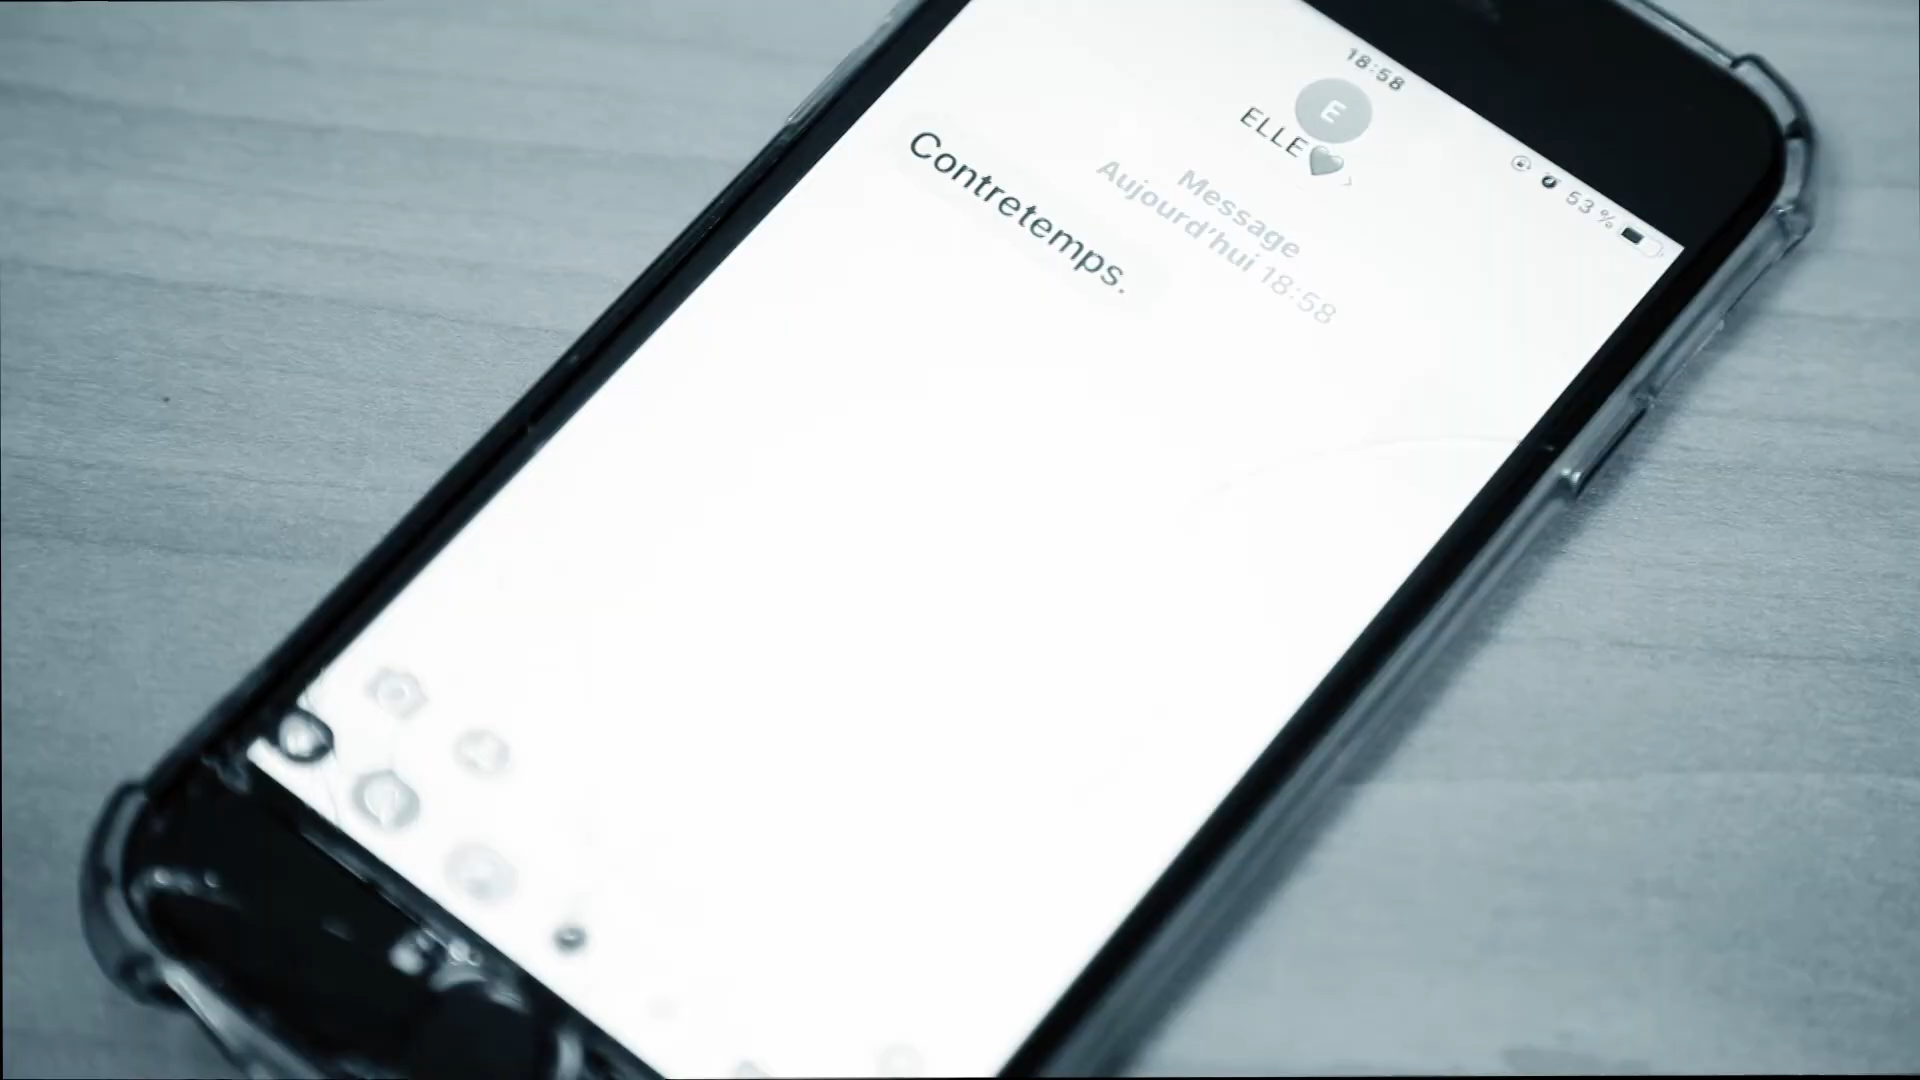 18:58
53 %
E
ELLE🖤
Message
Aujourd'hui 18:58
Contretemps.